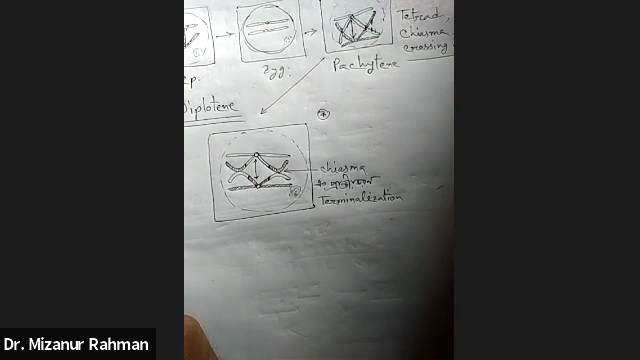 Tetrad,
chiasma
crossing
Zyg:
Pachytene
Diplotene
chiasma
Terminalization
Dr. Mizanur Rahman